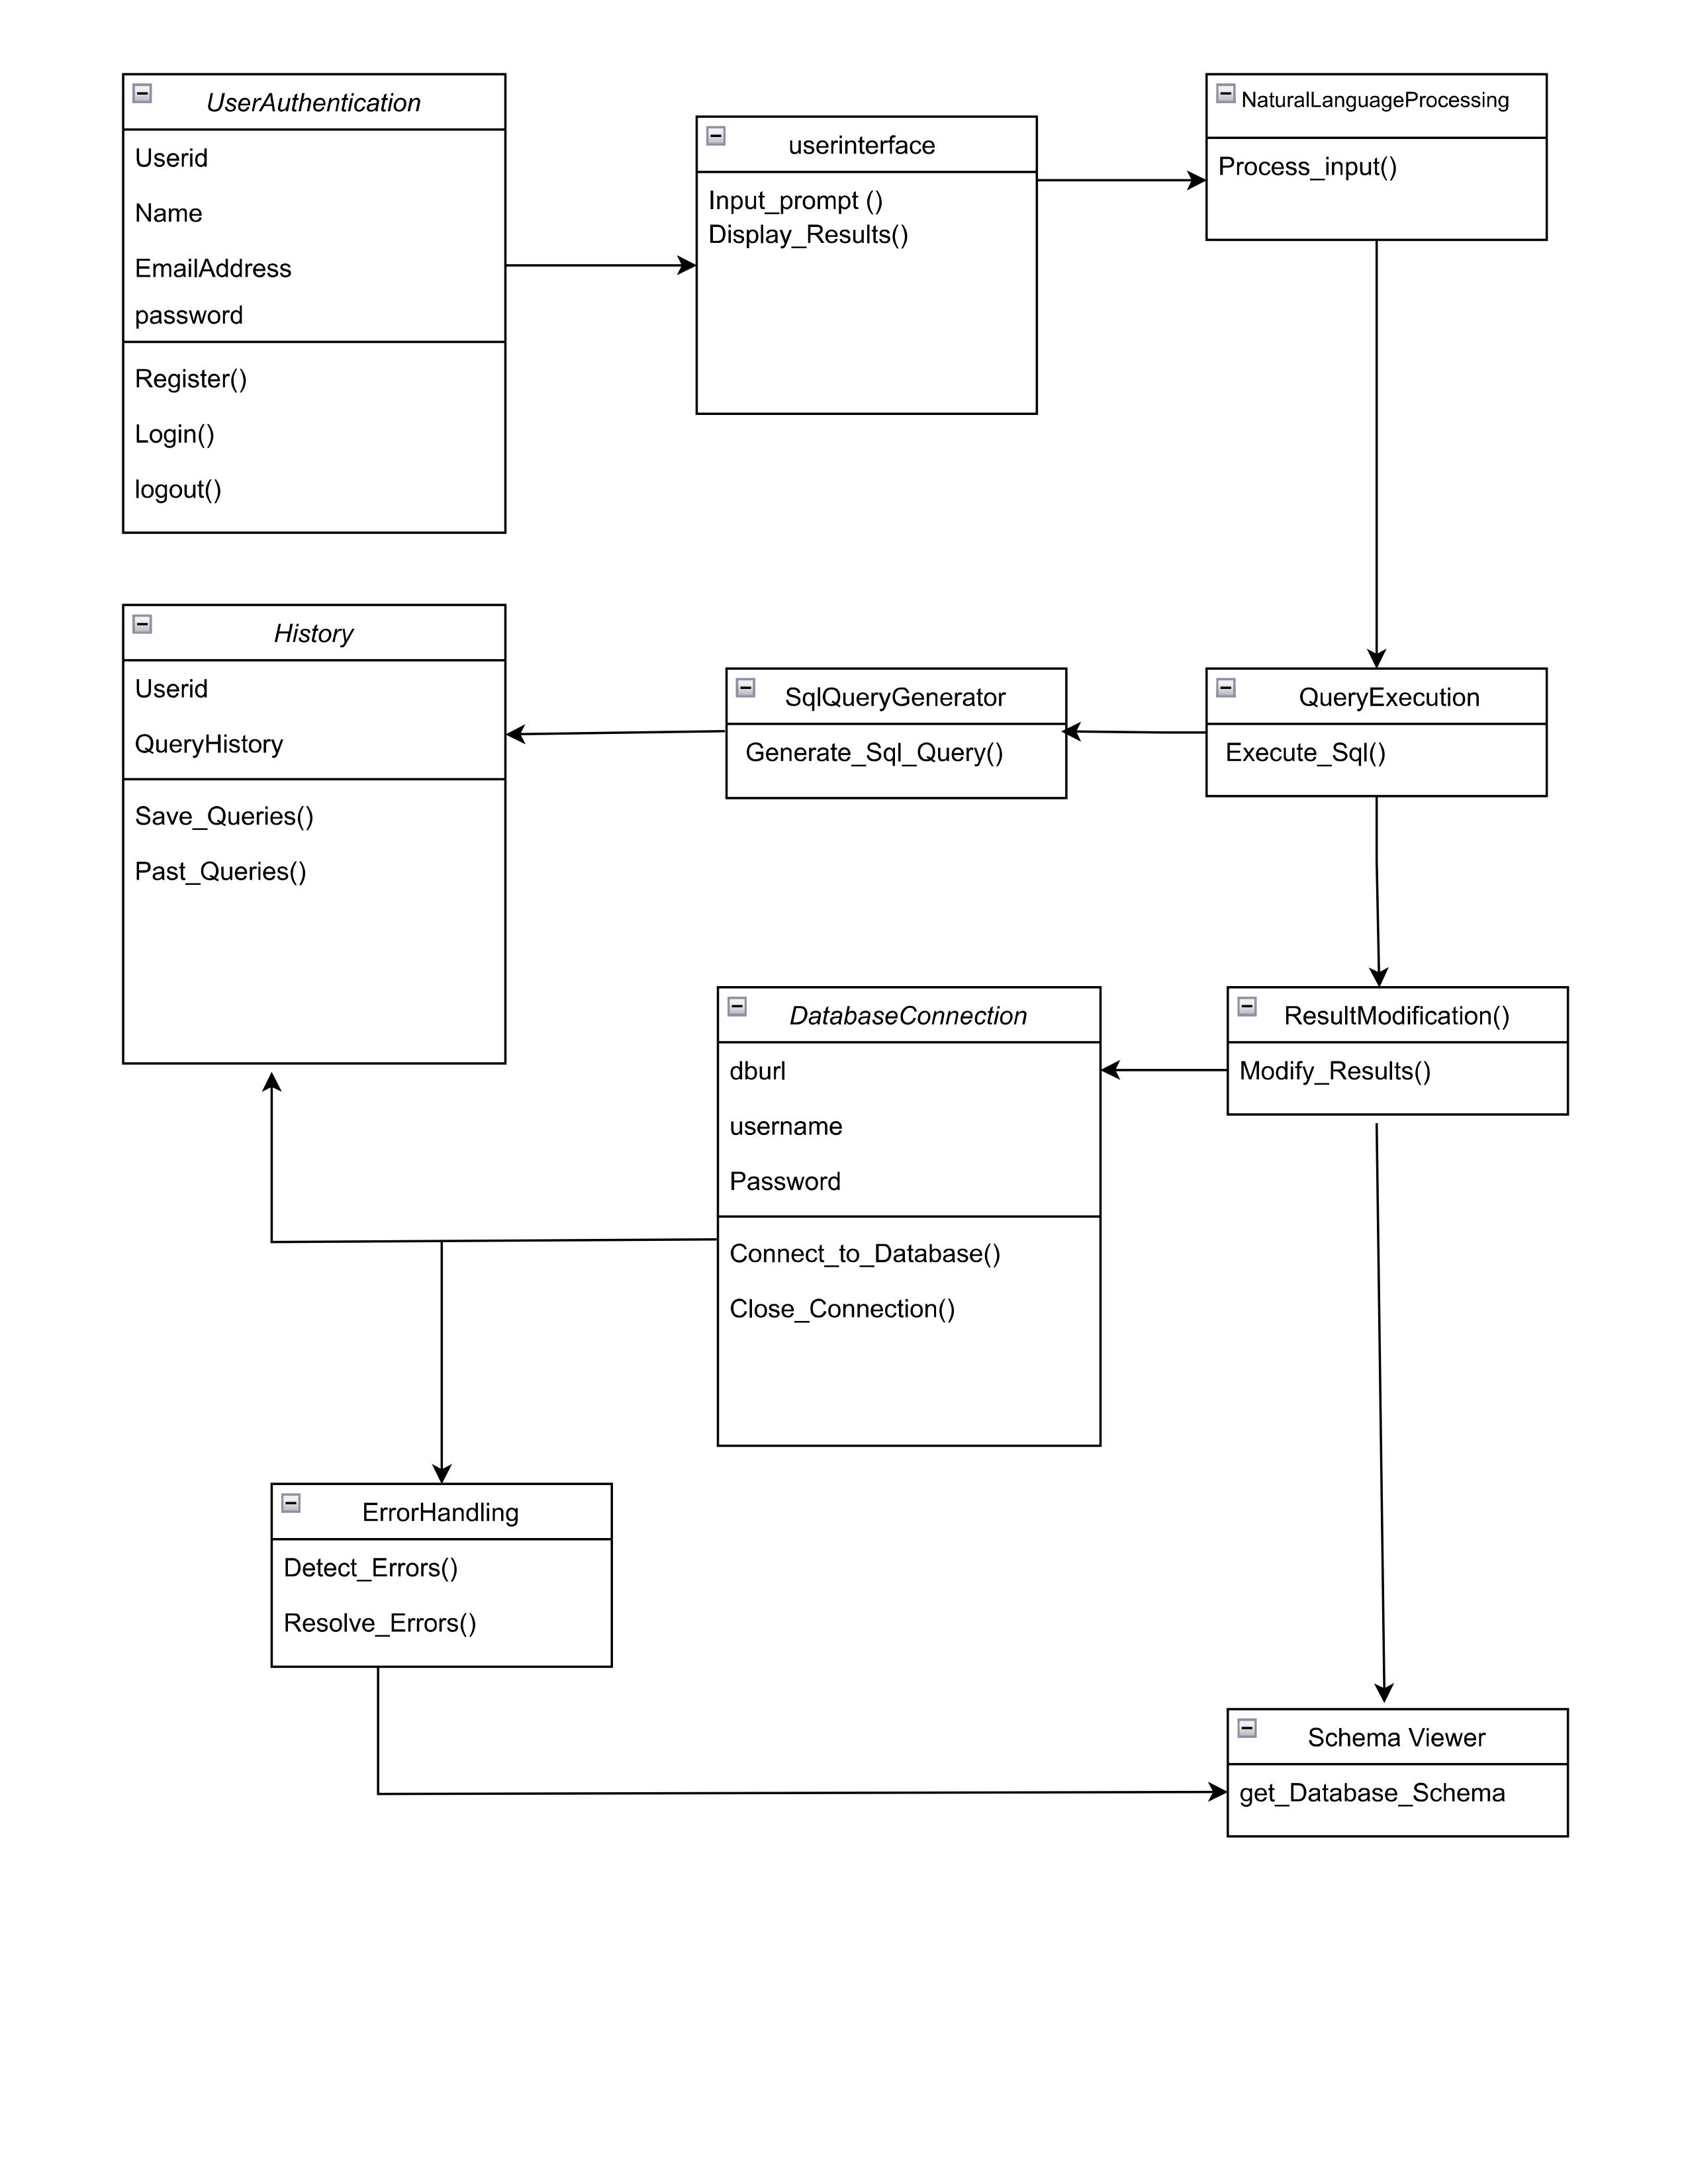 UserAuthentication
Userid
Name
EmailAddress
password
Register()
Login()
logout()
userinterface
Input_prompt ()
Display_Results()
NaturalLanguageProcessing
Process_input()
History
Userid
QueryHistory
Save_Queries()
Past_Queries()
SqlQueryGenerator
Generate_Sql_Query()
QueryExecution
Execute_Sql()
DatabaseConnection
dburl
username
Password
Connect_to_Database()
Close_Connection()
ResultModification()
Modify_Results()
ErrorHandling
Detect_Errors()
Resolve_Errors()
Schema Viewer
get_Database_Schema